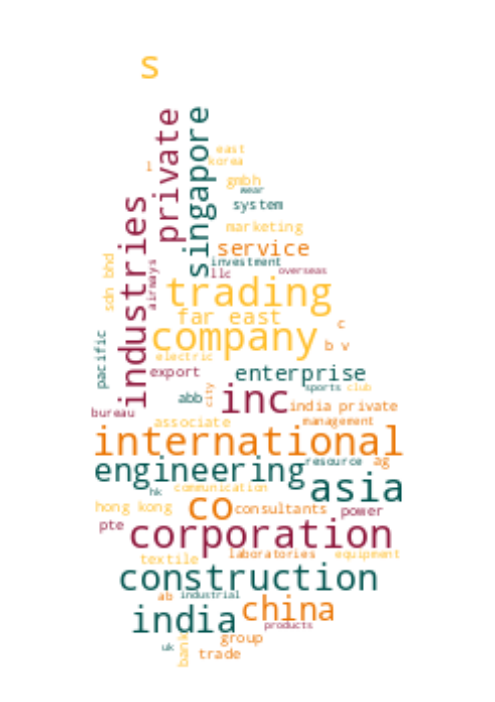 s
private
singapore
east
korea
l
gmbh
wear
industries
system
marketing
service
investment
llc
overseas
sdn bhd
airways
trading
far east
c
company
b v
pacific
electric
export
enterprise
city
sports
club
abb
inc
india private
bureau
associate
management
international
engineering
resource
ag
hk
communication
asia
hong kong
co
consultants
power
pte
corporation
laboratories
equipment
textile
construction
ab
industrial
india
china
products
bank
group
uk
trade